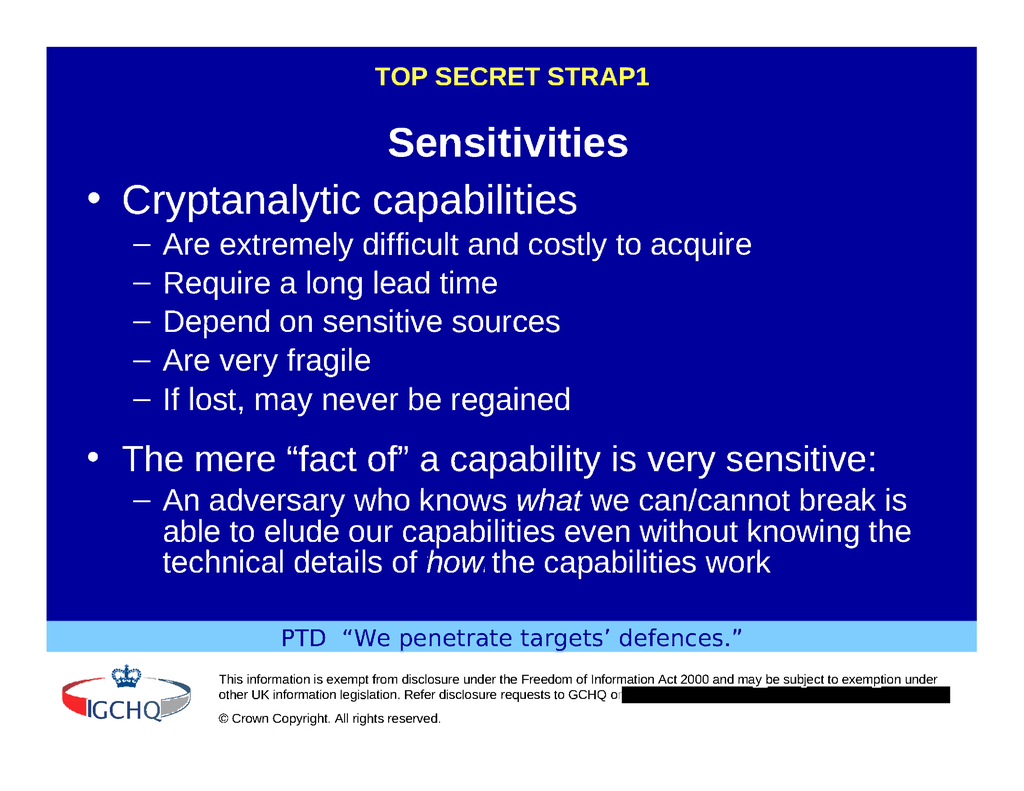 TOP SECRET STRAP1
Sensitivities
• Cryptanalytic capabilities
– Are extremely difficult and costly to acquire
– Require a long lead time
– Depend on sensitive sources
– Are very fragile
– If lost, may never be regained
• The mere “fact of” a capability is very sensitive:
– An adversary who knows what we can/cannot break is
able to elude our capabilities even without knowing the
technical details of how the capabilities work
PTD “We penetrate targets’ defences.”
GCHQ
This information is exempt from disclosure under the Freedom of Information Act 2000 and may be subject to exemption under
other UK information legislation. Refer disclosure requests to GCHQ on
© Crown Copyright. All rights reserved.